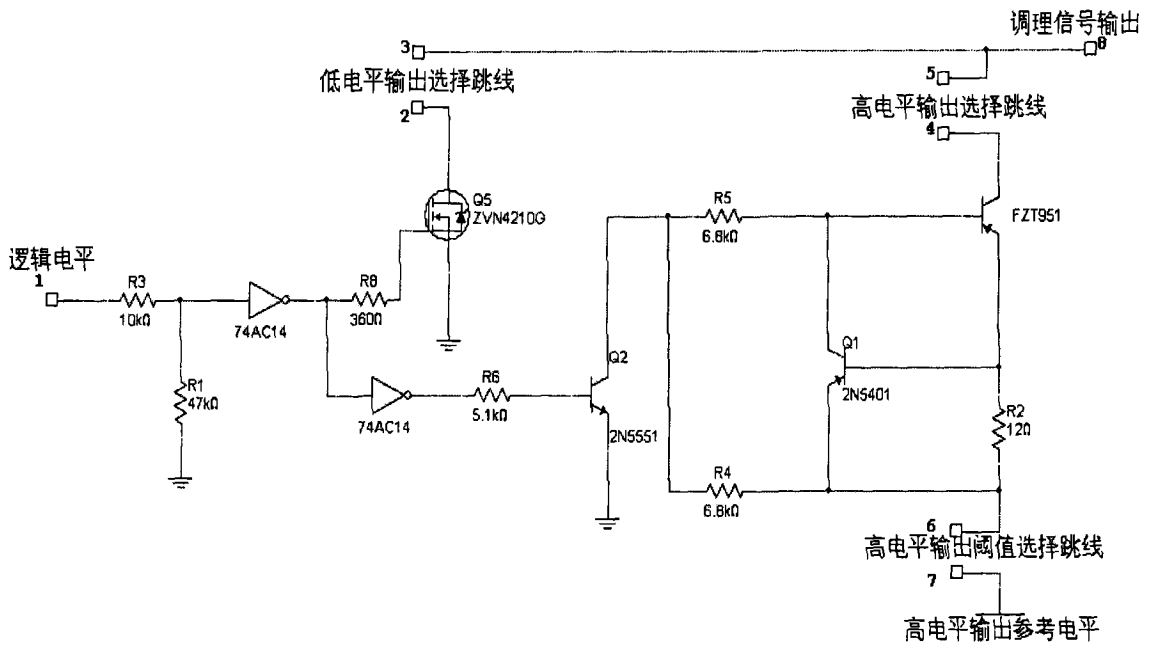 调理信号输出
3
8
低电平输出选择跳线
5
2
高电平输出选择跳线
4
Q5
ZVN4210G
R5
6.8kΩ
FZT951
逻辑电平
1
R3
10kΩ
74AC14
R8
360Ω
Q2
Q1
2N5401
R1
47kΩ
74AC14
R6
5.1kΩ
2N5551
R2
12Ω
R4
6.8kΩ
6
高电平输出阈值选择跳线
7
高电平输出参考电平